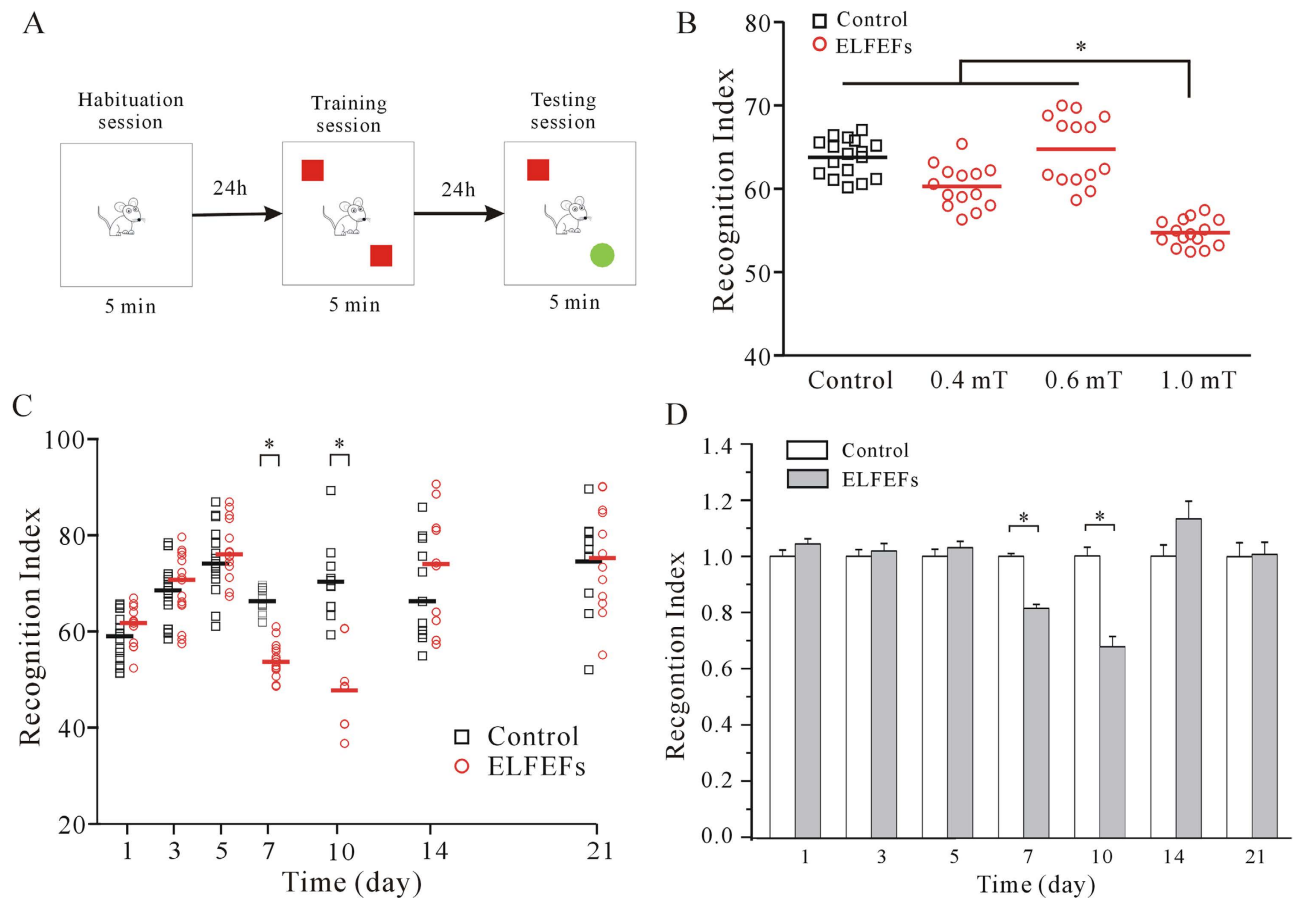 A
Habituation
session
Training
session
Testing
session
24h
24h
5 min
5 min
5 min
B
Control
ELFEFs
*
Recognition Index
80
70
60
50
40
Control
0.4 mT
0.6 mT
1.0 mT
C
Recognition Index
100
80
60
40
20
*
*
Control
ELFEFs
1
3
5
7
10
14
21
Time (day)
D
Recgontion Index
1.4
1.2
1.0
0.8
0.6
0.4
0.2
0.0
Control
ELFEFs
*
*
1
3
5
7
10
14
21
Time (day)